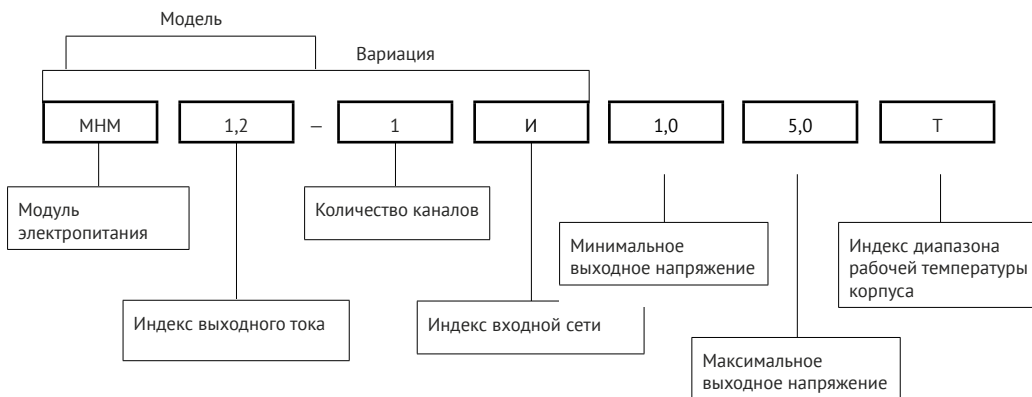 Модель
Вариация
МНМ 1,2 – 1 И 1,0 5,0 Т
Модуль
электропитания
Количество каналов
Минимальное
выходное напряжение
Индекс диапазона
рабочей температуры
корпуса
Индекс выходного тока
Индекс входной сети
Максимальное
выходное напряжение